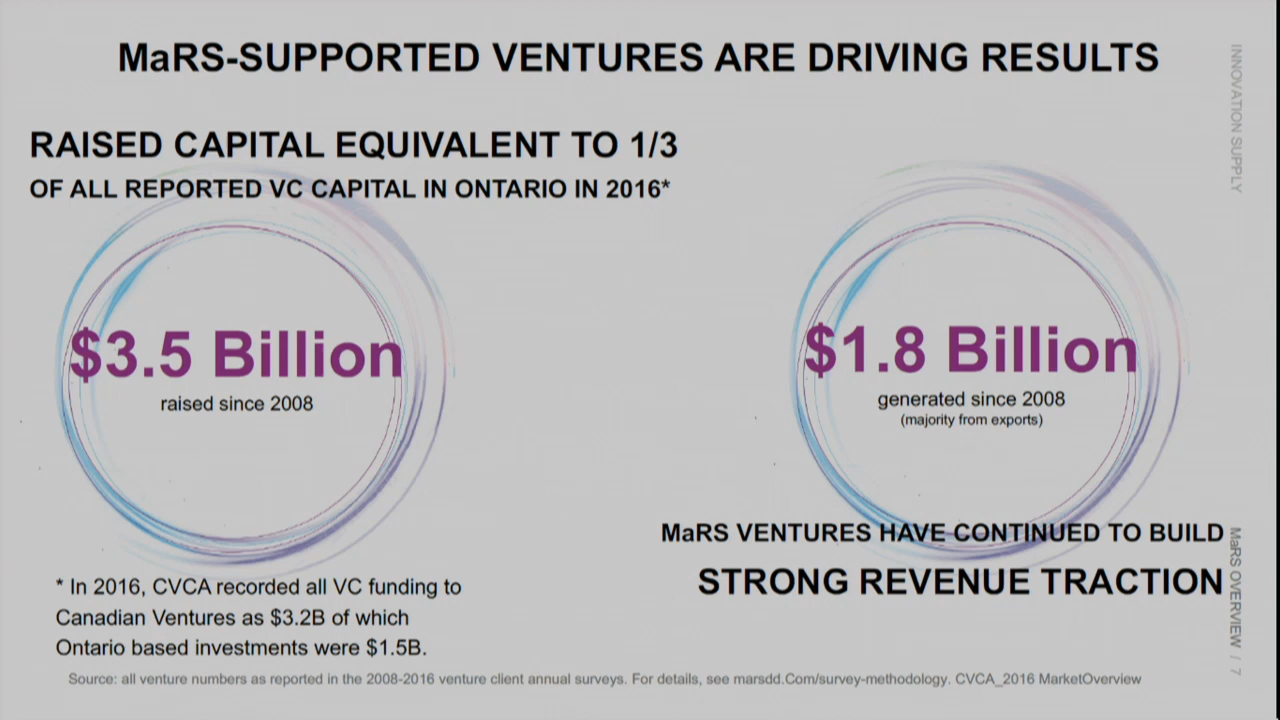 MaRS-SUPPORTED VENTURES ARE DRIVING RESULTS
RAISED CAPITAL EQUIVALENT TO 1/3
OF ALL REPORTED VC CAPITAL IN ONTARIO IN 2016*
$3.5 Billion
raised since 2008
$1.8 Billion
generated since 2008
(majority from exports)
MaRS VENTURES HAVE CONTINUED TO BUILD
STRONG REVENUE TRACTION
* In 2016, CVCA recorded all VC funding to
Canadian Ventures as $3.2B of which
Ontario based investments were $1.5B.
Source: all venture numbers as reported in the 2008-2016 venture client annual surveys. For details, see marsdd.Com/survey-methodology. CVCA_2016 MarketOverview
INNOVATION SUPPLY
MaRS OVERVIEW / 7